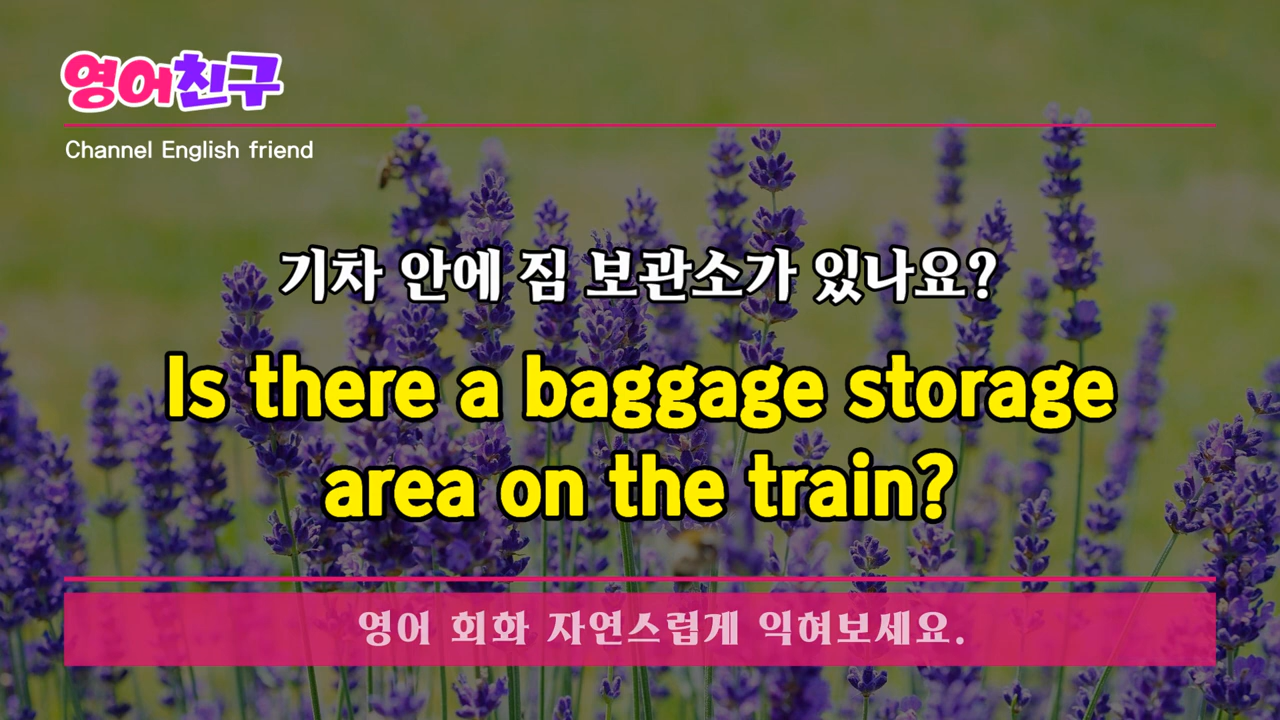 영어친구
Channel English friend
기차 안에 짐 보관소가 있나요?
Is there a baggage storage
area on the train?
영어 회화 자연스럽게 익혀보세요.